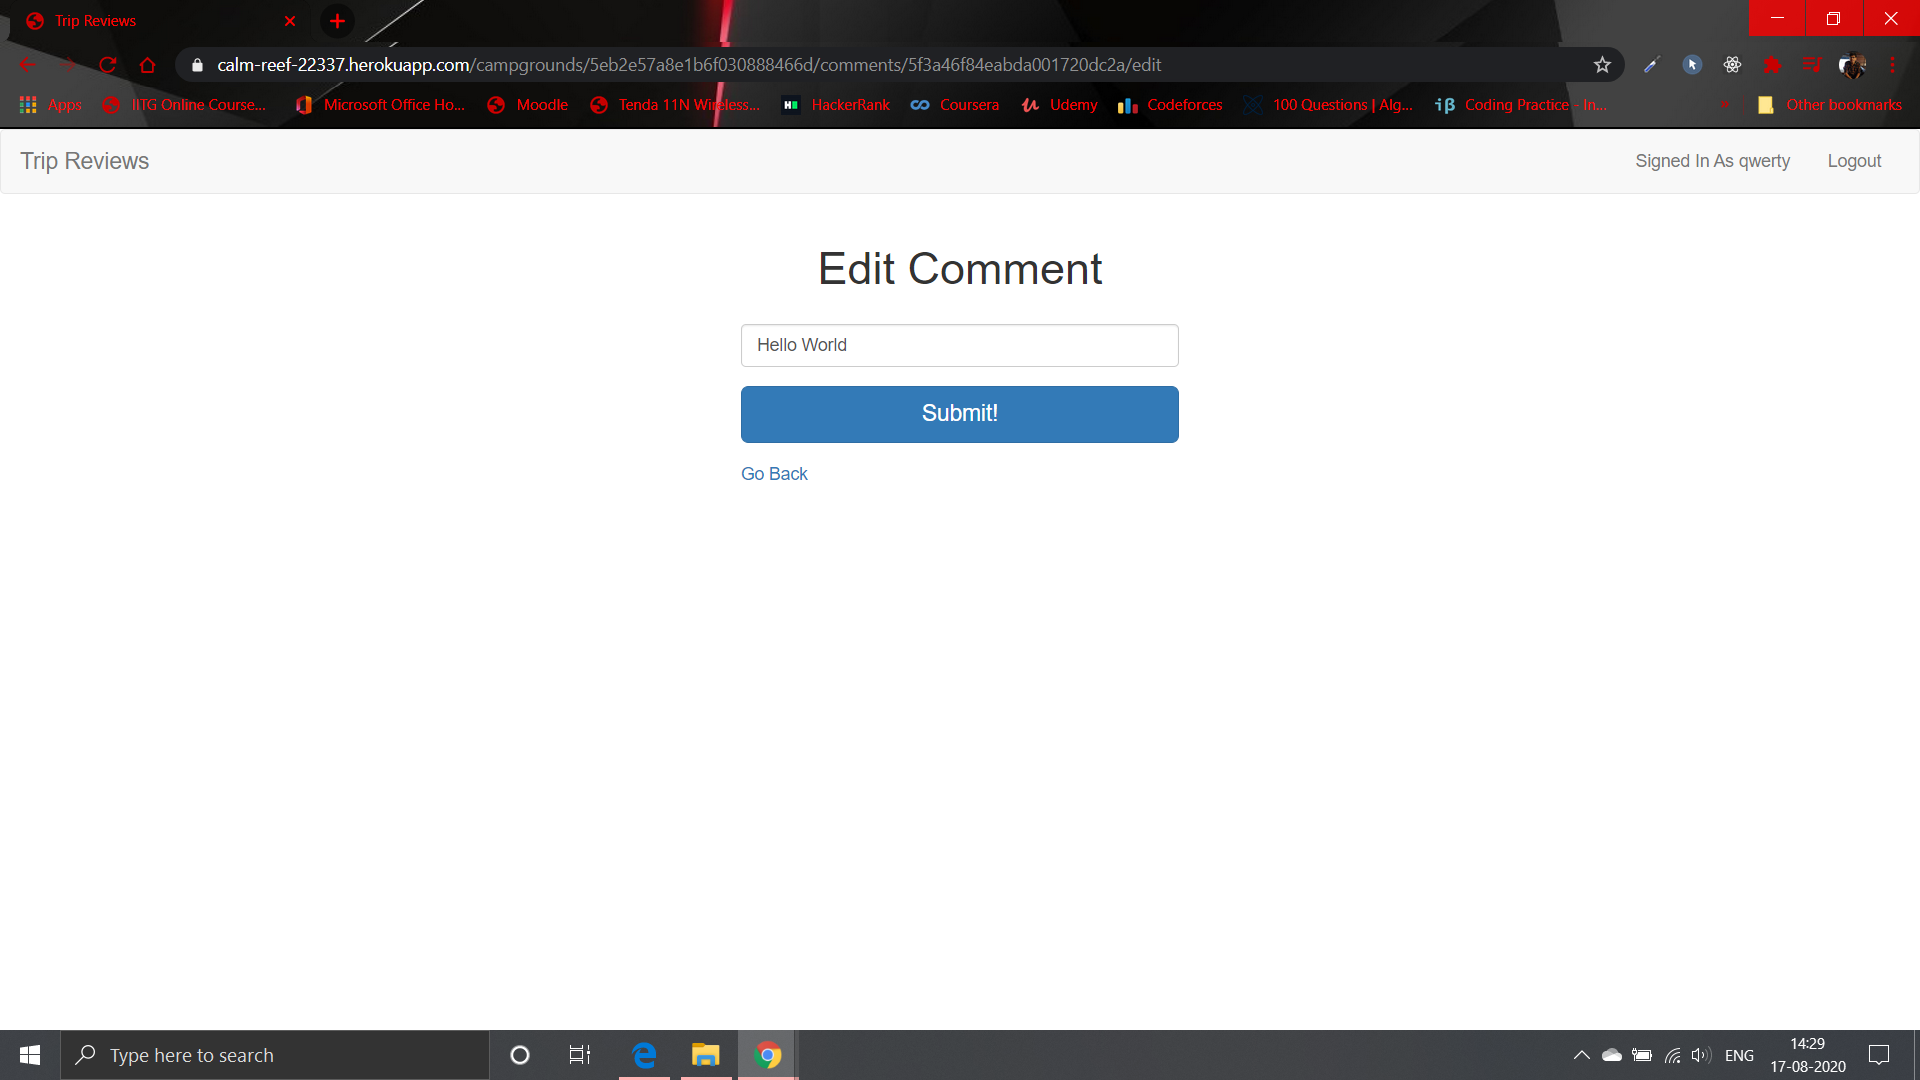 Trip Reviews
calm-reef-22337.herokuapp.com/campgrounds/5eb2e57a8e1b6f030888466d/comments/5f3a46f84eabda001720dc2a/edit
Apps IITG Online Course... Microsoft Office Ho... Moodle Tenda 11N Wireless... HackerRank Coursera Udemy Codeforces 100 Questions | Alg... Coding Practice - In... Other bookmarks
Trip Reviews Signed In As qwerty Logout
Edit Comment
Hello World
Submit!
Go Back
Type here to search ENG 14:29
17-08-2020